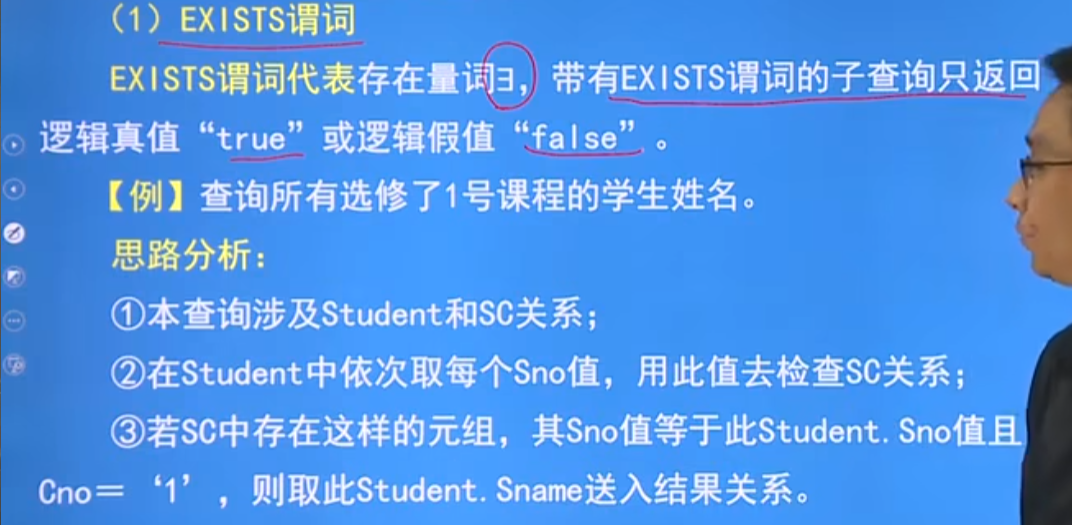 （1）EXISTS谓词
EXISTS谓词代表存在量词∃，带有EXISTS谓词的子查询只返回
逻辑真值“true”或逻辑假值“false”。
【例】查询所有选修了1号课程的学生姓名。
思路分析：
①本查询涉及Student和SC关系；
②在Student中依次取每个Sno值，用此值去检查SC关系；
③若SC中存在这样的元组，其Sno值等于此Student.Sno值且
Cno＝‘1’，则取此Student.Sname送入结果关系。